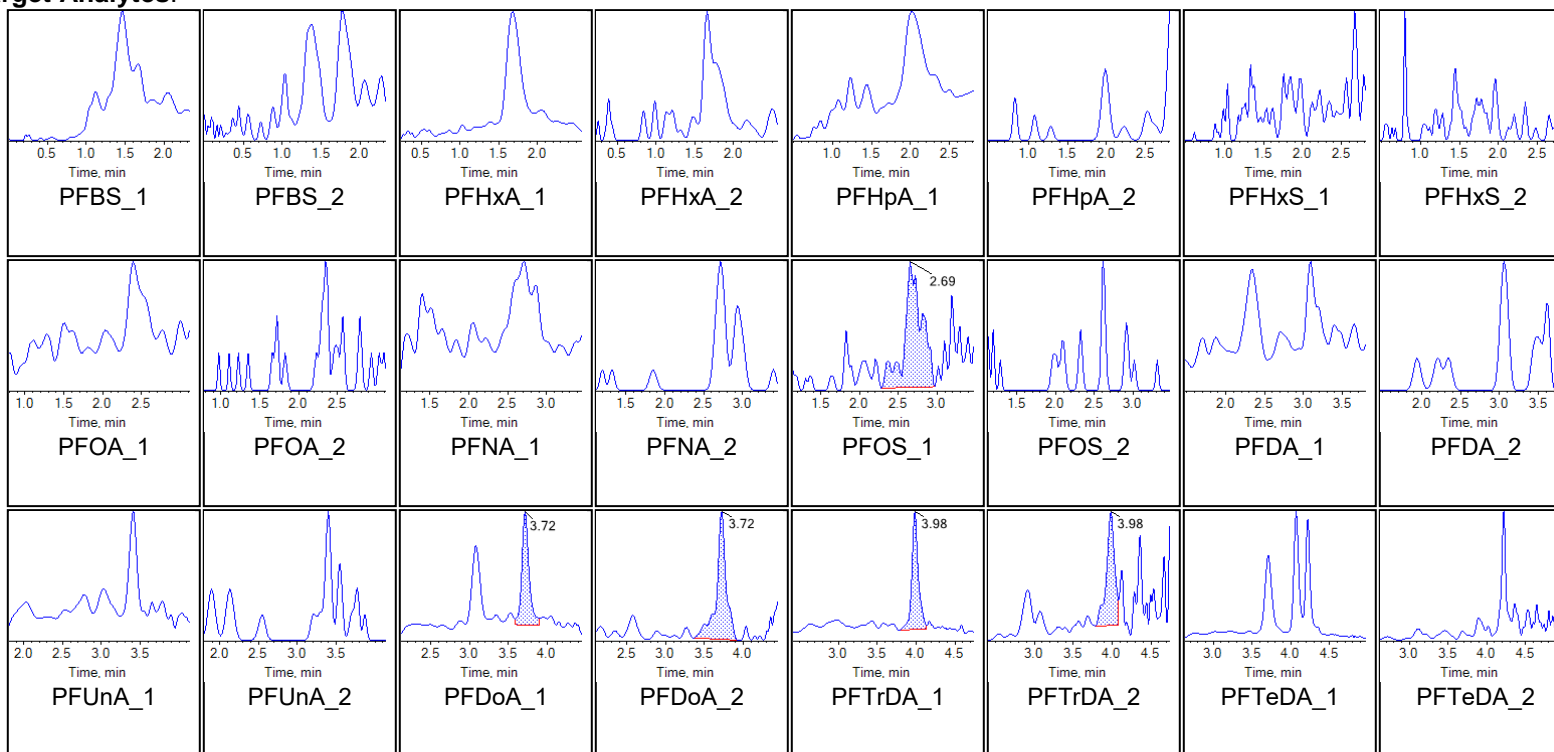 rget Analytes:
0.5 1.0 1.5 2.0 0.5 1.0 1.5 2.0 1.0 2.0 0.5 1.0 2.0 1.0 1.5 2.0 2.5 1.0 2.0 2.5 1.0 1.5 2.0 2.5 1.0 1.5 2.0 2.5
Time, min Time, min Time, min Time, min Time, min Time, min Time, min Time, min
PFBS_1 PFBS_2 PFHxA_1 PFHxA_2 PFHpA_1 PFHpA_2 PFHxS_1 PFHxS_2
2.69
1.0 1.5 2.0 2.5 1.0 1.5 2.0 2.5 1.5 2.0 2.5 3.0 1.5 2.0 2.5 3.0 1.5 2.0 2.5 3.0 1.5 2.0 2.5 3.0 2.0 2.5 3.0 3.5 2.0 2.5 3.0 3.5
Time, min Time, min Time, min Time, min Time, min Time, min Time, min Time, min
PFOA_1 PFOA_2 PFNA_1 PFNA_2 PFOS_1 PFOS_2 PFDA_1 PFDA_2
3.72 3.72 3.98 3.98
2.0 2.5 3.0 3.5 2.0 2.5 3.0 3.5 2.5 3.0 3.5 4.0 2.5 3.0 3.5 4.0 3.0 3.5 4.0 4.5 2.5 3.0 3.5 4.0 4.5 3.0 3.5 4.0 4.5 3.0 3.5 4.0 4.5
Time, min Time, min Time, min Time, min Time, min Time, min Time, min Time, min
PFUnA_1 PFUnA_2 PFDoA_1 PFDoA_2 PFTrDA_1 PFTrDA_2 PFTeDA_1 PFTeDA_2